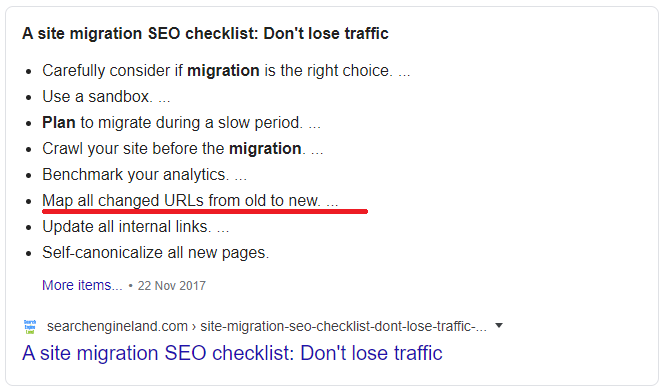 A site migration SEO checklist: Don't lose traffic
Carefully consider if migration is the right choice. ...
Use a sandbox. ...
Plan to migrate during a slow period. ...
Crawl your site before the migration. ...
Benchmark your analytics. ...
Map all changed URLs from old to new. ...
Update all internal links. ...
Self-canonicalize all new pages.
More items... • 22 Nov 2017
Search Engine Land
searchengineland.com › site-migration-seo-checklist-dont-lose-traffic-...
A site migration SEO checklist: Don't lose traffic